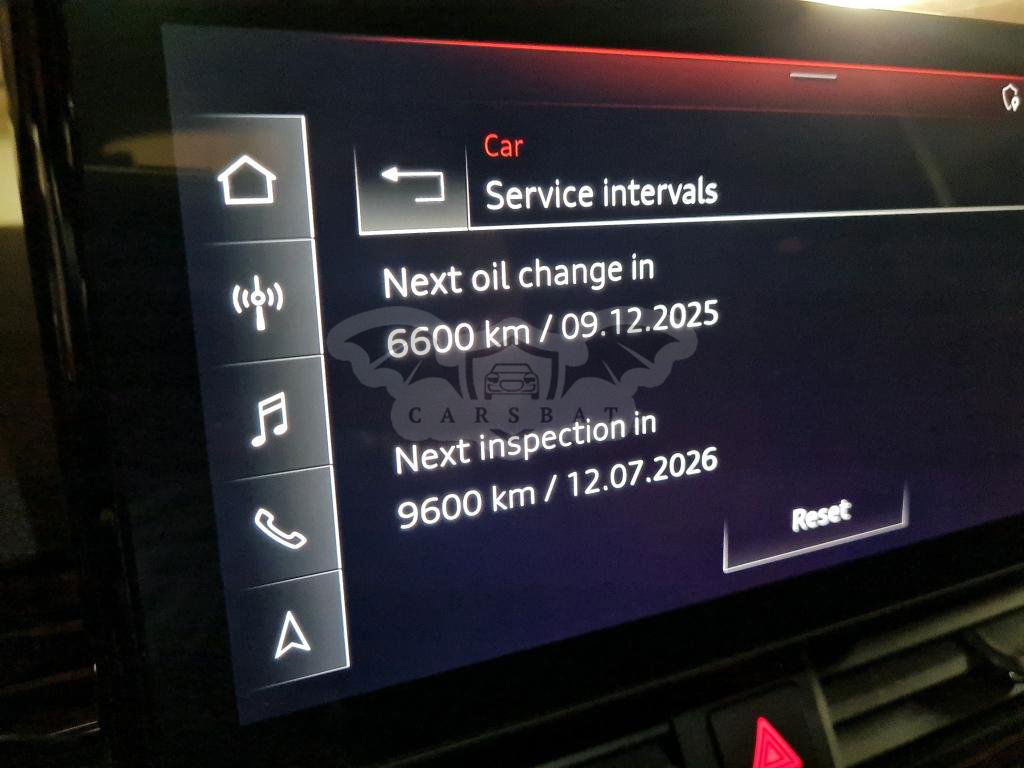 Car
Service intervals
Next oil change in
6600 km / 09.12.2025
CARSBAT
Next inspection in
9600 km / 12.07.2026
Reset